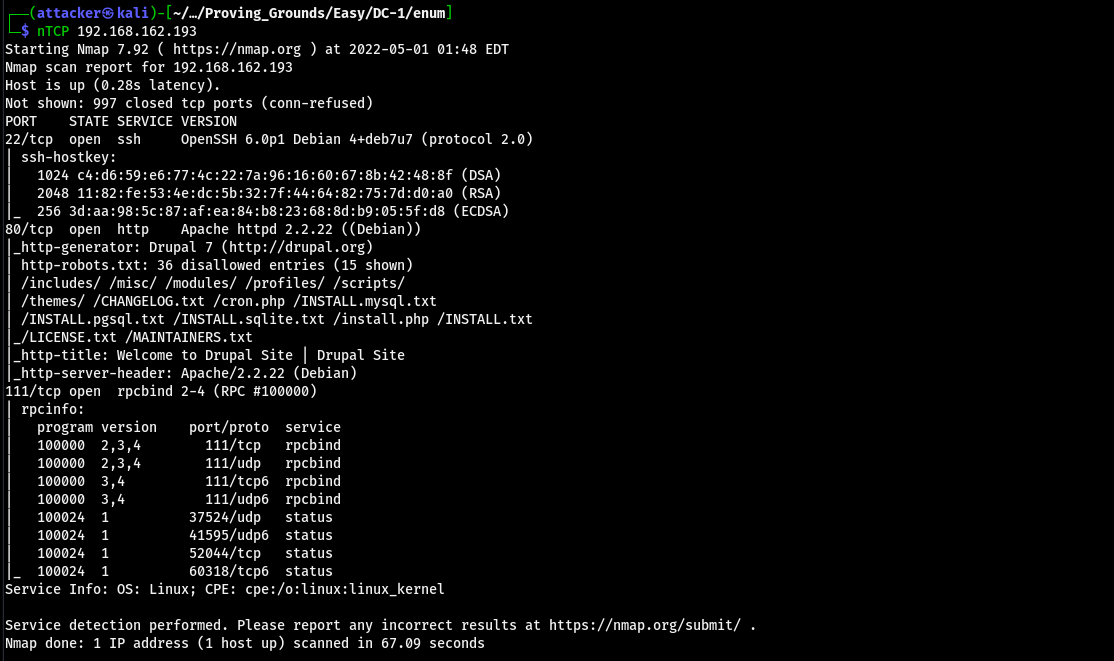 ┌──(attacker㉿kali)-[~/…/Proving_Grounds/Easy/DC-1/enum]
└─$ nTCP 192.168.162.193
Starting Nmap 7.92 ( https://nmap.org ) at 2022-05-01 01:48 EDT
Nmap scan report for 192.168.162.193
Host is up (0.28s latency).
Not shown: 997 closed tcp ports (conn-refused)
PORT    STATE SERVICE VERSION
22/tcp  open  ssh     OpenSSH 6.0p1 Debian 4+deb7u7 (protocol 2.0)
| ssh-hostkey:
|   1024 c4:d6:59:e6:77:4c:22:7a:96:16:60:67:8b:42:48:8f (DSA)
|   2048 11:82:fe:53:4e:dc:5b:32:7f:44:64:82:75:7d:d0:a0 (RSA)
|_  256 3d:aa:98:5c:87:af:ea:84:b8:23:68:8d:b9:05:5f:d8 (ECDSA)
80/tcp  open  http    Apache httpd 2.2.22 ((Debian))
|_http-generator: Drupal 7 (http://drupal.org)
| http-robots.txt: 36 disallowed entries (15 shown)
| /includes/ /misc/ /modules/ /profiles/ /scripts/
| /themes/ /CHANGELOG.txt /cron.php /INSTALL.mysql.txt
| /INSTALL.pgsql.txt /INSTALL.sqlite.txt /install.php /INSTALL.txt
|_/LICENSE.txt /MAINTAINERS.txt
|_http-title: Welcome to Drupal Site | Drupal Site
|_http-server-header: Apache/2.2.22 (Debian)
111/tcp open  rpcbind 2-4 (RPC #100000)
| rpcinfo:
|   program version    port/proto  service
|   100000  2,3,4        111/tcp   rpcbind
|   100000  2,3,4        111/udp   rpcbind
|   100000  3,4          111/tcp6  rpcbind
|   100000  3,4          111/udp6  rpcbind
|   100024  1          37524/udp   status
|   100024  1          41595/udp6  status
|   100024  1          52044/tcp   status
|_  100024  1          60318/tcp6  status
Service Info: OS: Linux; CPE: cpe:/o:linux:linux_kernel

Service detection performed. Please report any incorrect results at https://nmap.org/submit/ .
Nmap done: 1 IP address (1 host up) scanned in 67.09 seconds